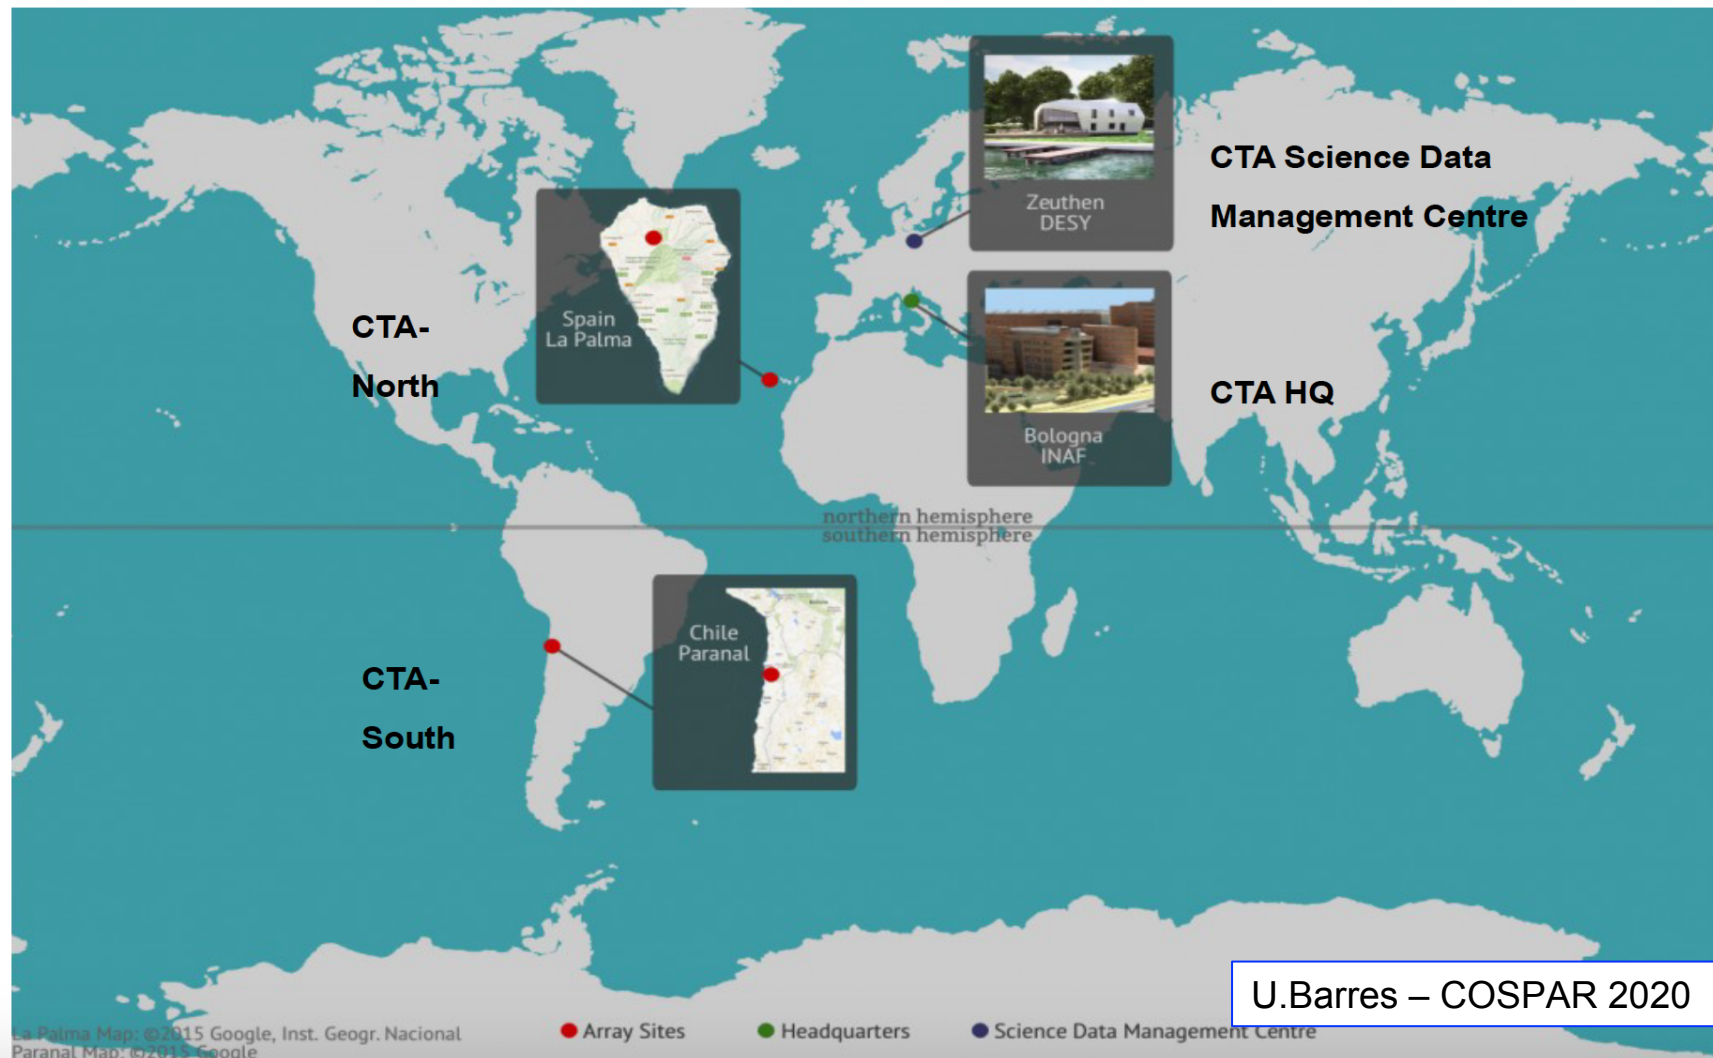 CTA Science Data
Management Centre
Zeuthen
DESY
CTA-
North
Spain
La Palma
CTA HQ
Bologna
INAF
northern hemisphere
southern hemisphere
Chile
Paranal
CTA-
South
U.Barres – COSPAR 2020
La Palma Map: ©2015 Google, Inst. Geogr. Nacional
Paranal Map: ©2015 Google
Array Sites
Headquarters
Science Data Management Centre